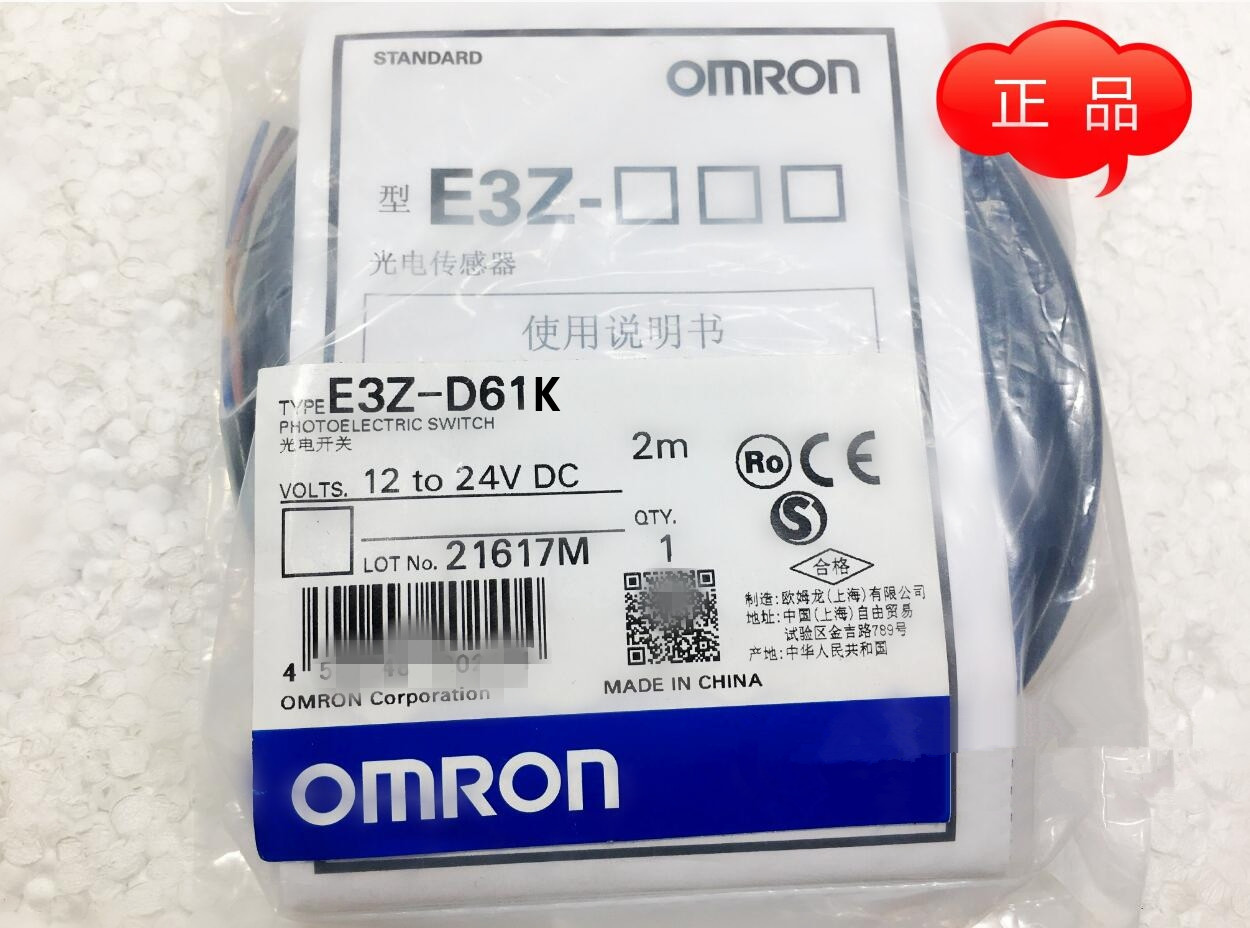 STANDARD
OMRON
正品
型 E3Z-□□□
光电传感器
使用说明书
TYPE E3Z-D61K
PHOTOELECTRIC SWITCH
光电开关
2m
VOLTS. 12 to 24V DC
QTY.
1
LOT No. 21617M
Ro CE
S
合格
制造:欧姆龙(上海)有限公司
地址:中国(上海)自由贸易
试验区金吉路789号
产地:中华人民共和国
4
OMRON Corporation
MADE IN CHINA
OMRON